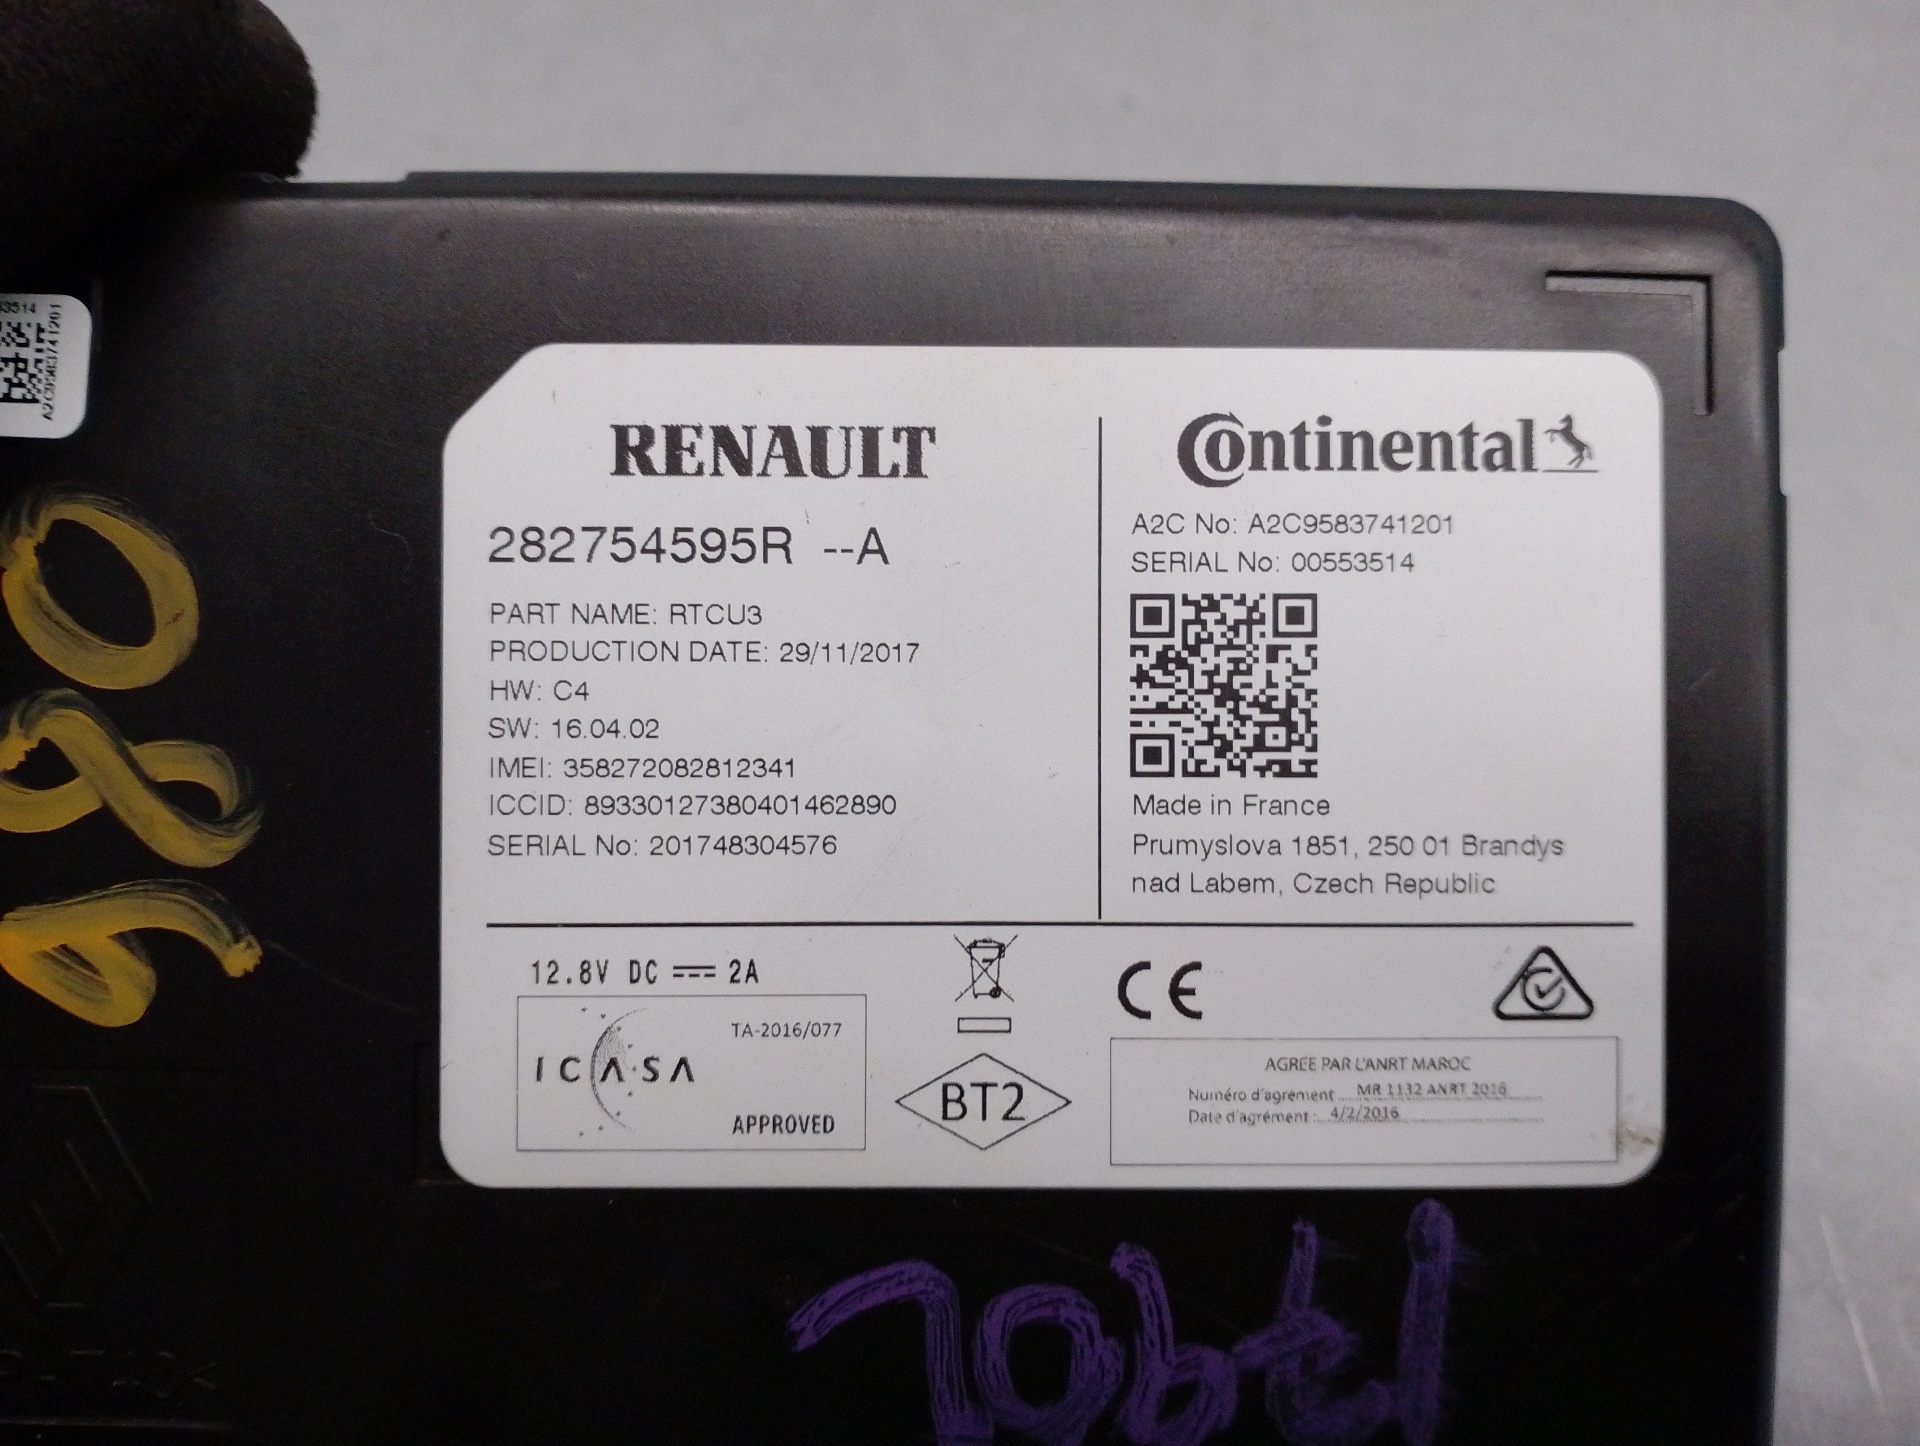 53514
A2C9583741201
RENAULT
282754595R --A
PART NAME: RTCU3
PRODUCTION DATE: 29/11/2017
HW: C4
SW: 16.04.02
IMEI: 358272082812341
ICCID: 89330127380401462890
SERIAL No: 201748304576
Continental
A2C No: A2C9583741201
SERIAL No: 00553514
Made in France
Prumyslova 1851, 250 01 Brandys
nad Labem, Czech Republic
12.8V DC 2A
ICASA
TA-2016/077
APPROVED
BT2
CE
AGREE PAR L'ANRT MAROC
Numéro d'agrement MR 1132 ANRT 2016
Date d'agrément: 4/2/2016